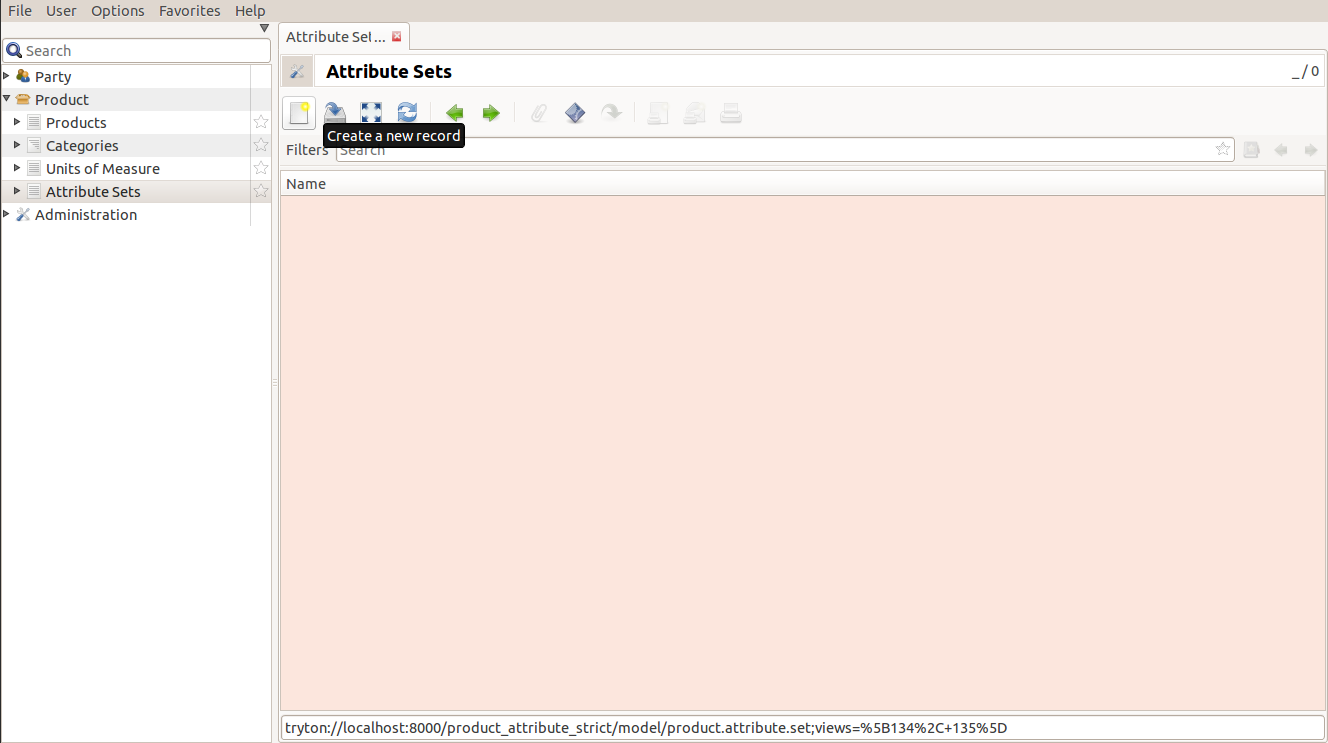 File User Options Favorites Help
Search
Party
Product
Products
Categories
Units of Measure
Attribute Sets
Administration
Attribute Set...
Attribute Sets
_ / 0
Create a new record
Filters Search
Name
tryton://localhost:8000/product_attribute_strict/model/product.attribute.set;views=%5B134%2C+135%5D